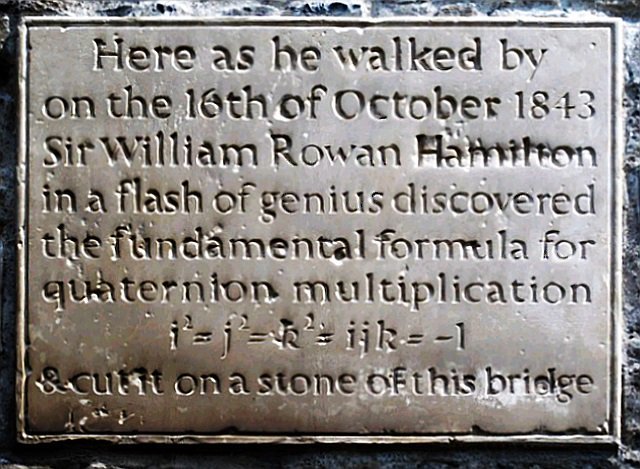 Here as he walked by
on the 16th of October 1843
Sir William Rowan Hamilton
in a flash of genius discovered
the fundamental formula for
quaternion multiplication
i² = j² = k² = ijk = -1
& cut it on a stone of this bridge